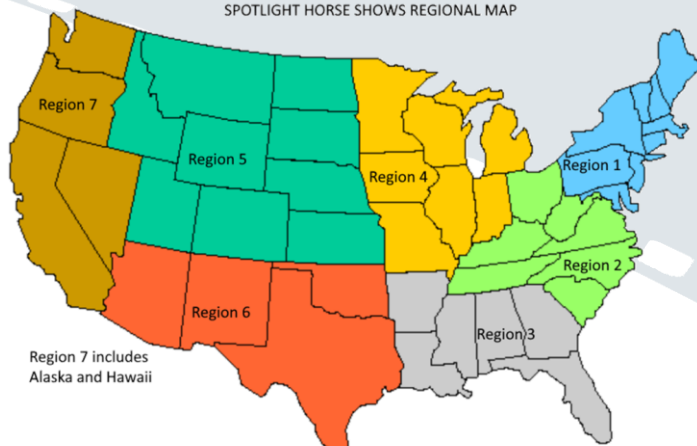 SPOTLIGHT HORSE SHOWS REGIONAL MAP
Region 7
Region 5
Region 4
Region 1
Region 2
Region 6
Region 3
Region 7 includes
Alaska and Hawaii